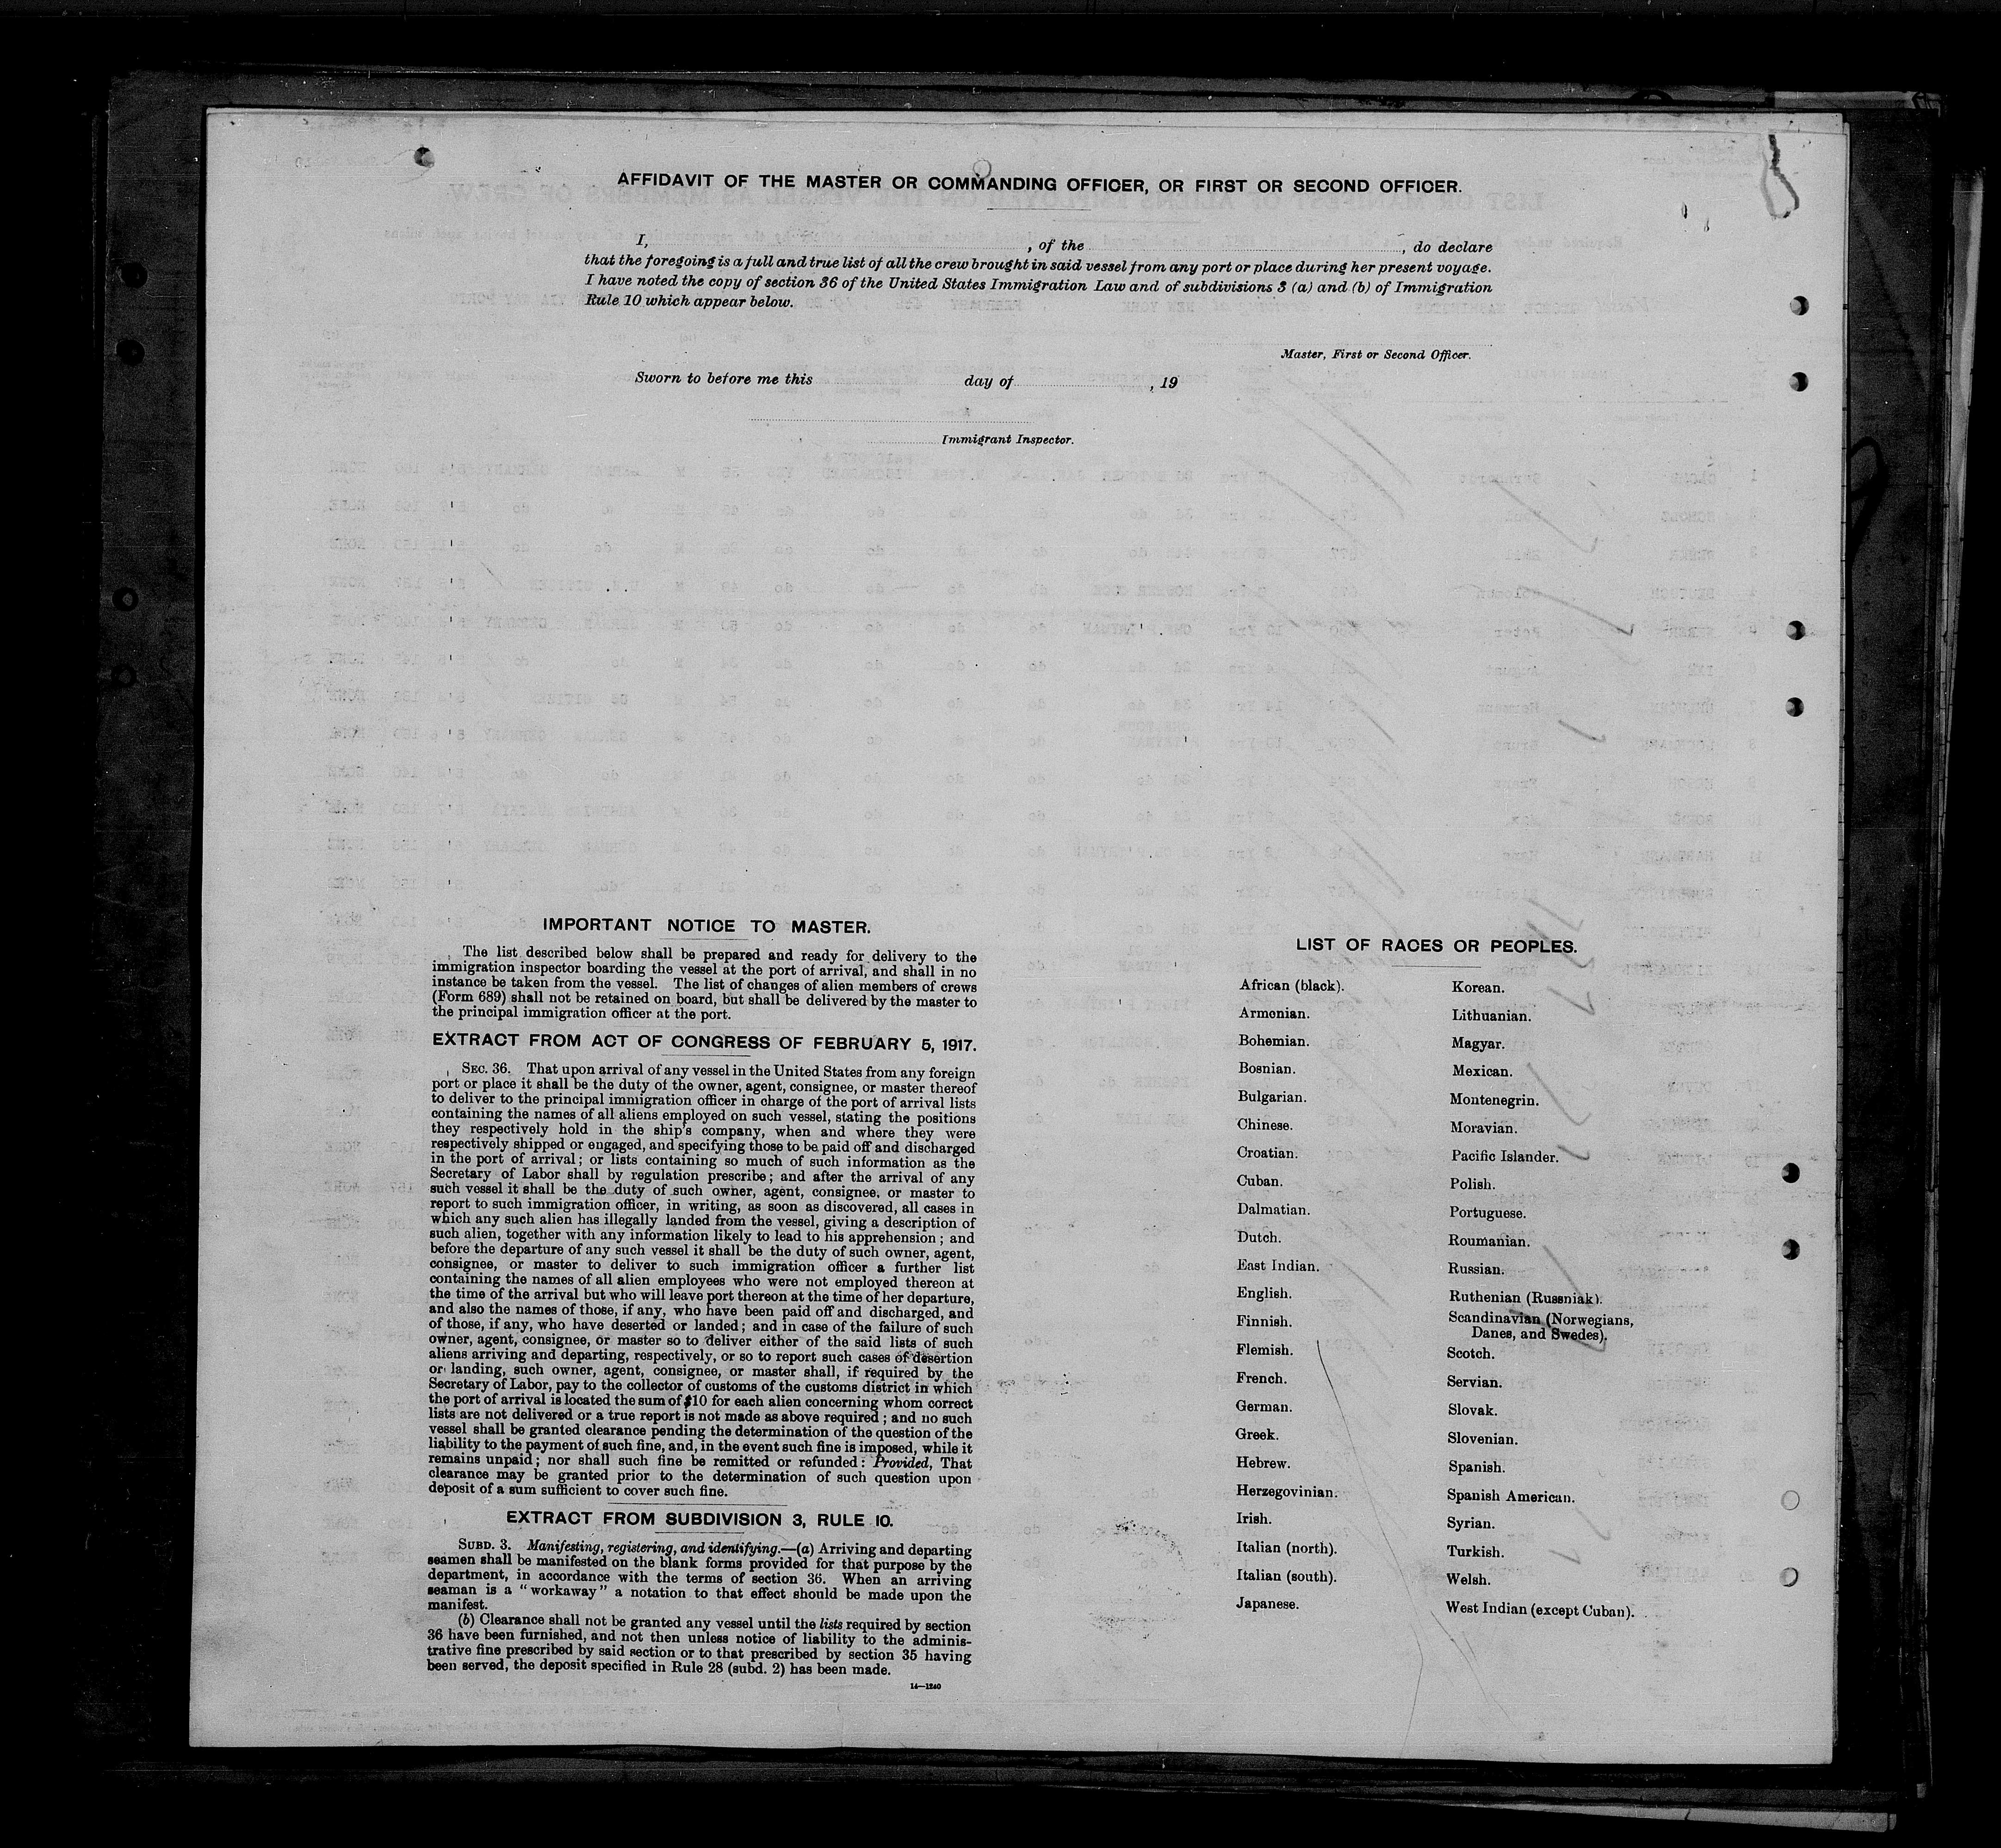 AFFIDAVIT OF THE MASTER OR COMMANDING OFFICER, OR FIRST OR SECOND OFFICER.
I, , of the , do declare
that the foregoing is a full and true list of all the crew brought in said vessel from any port or place during her present voyage.
I have noted the copy of section 36 of the United States Immigration Law and of subdivisions 3 (a) and (b) of Immigration
Rule 10 which appear below.
Master, First or Second Officer.
Sworn to before me this day of , 19
Immigrant Inspector.
IMPORTANT NOTICE TO MASTER.
The list described below shall be prepared and ready for delivery to the
immigration inspector boarding the vessel at the port of arrival, and shall in no
instance be taken from the vessel. The list of changes of alien members of crews
(Form 689) shall not be retained on board, but shall be delivered by the master to
the principal immigration officer at the port.
EXTRACT FROM ACT OF CONGRESS OF FEBRUARY 5, 1917.
SEC. 36. That upon arrival of any vessel in the United States from any foreign
port or place it shall be the duty of the owner, agent, consignee, or master thereof
to deliver to the principal immigration officer in charge of the port of arrival lists
containing the names of all aliens employed on such vessel, stating the positions
they respectively hold in the ship's company, when and where they were
respectively shipped or engaged, and specifying those to be paid off and discharged
in the port of arrival; or lists containing so much of such information as the
Secretary of Labor shall by regulation prescribe; and after the arrival of any
such vessel it shall be the duty of such owner, agent, consignee, or master to
report to such immigration officer, in writing, as soon as discovered, all cases in
which any such alien has illegally landed from the vessel, giving a description of
such alien, together with any information likely to lead to his apprehension; and
before the departure of any such vessel it shall be the duty of such owner, agent,
consignee, or master to deliver to such immigration officer a further list
containing the names of all alien employees who were not employed thereon at
the time of the arrival but who will leave port thereon at the time of her departure,
and also the names of those, if any, who have been paid off and discharged, and
of those, if any, who have deserted or landed; and in case of the failure of such
owner, agent, consignee, or master so to deliver either of the said lists of such
aliens arriving and departing, respectively, or so to report such cases of desertion
or landing, such owner, agent, consignee, or master shall, if required by the
Secretary of Labor, pay to the collector of customs of the customs district in which
the port of arrival is located the sum of $10 for each alien concerning whom correct
lists are not delivered or a true report is not made as above required; and no such
vessel shall be granted clearance pending the determination of the question of the
liability to the payment of such fine, and, in the event such fine is imposed, while it
remains unpaid; nor shall such fine be remitted or refunded: Provided, That
clearance may be granted prior to the determination of such question upon
deposit of a sum sufficient to cover such fine.
EXTRACT FROM SUBDIVISION 3, RULE 10.
SUBD. 3. Manifesting, registering, and identifying.—(a) Arriving and departing
seamen shall be manifested on the blank forms provided for that purpose by the
department, in accordance with the terms of section 36. When an arriving
seaman is a "workaway" a notation to that effect should be made upon the
manifest.
(b) Clearance shall not be granted any vessel until the lists required by section
36 have been furnished, and not then unless notice of liability to the adminis-
trative fine prescribed by said section or to that prescribed by section 35 having
been served, the deposit specified in Rule 28 (subd. 2) has been made.
14—1240
LIST OF RACES OR PEOPLES.
African (black).
Armenian.
Bohemian.
Bosnian.
Bulgarian.
Chinese.
Croatian.
Cuban.
Dalmatian.
Dutch.
East Indian.
English.
Finnish.
Flemish.
French.
German.
Greek.
Hebrew.
Herzegovinian.
Irish.
Italian (north).
Italian (south).
Japanese.
Korean.
Lithuanian.
Magyar.
Mexican.
Montenegrin.
Moravian.
Pacific Islander.
Polish.
Portuguese.
Roumanian.
Russian.
Ruthenian (Russniak).
Scandinavian (Norwegians,
Danes, and Swedes).
Scotch.
Servian.
Slovak.
Slovenian.
Spanish.
Spanish American.
Syrian.
Turkish.
Welsh.
West Indian (except Cuban).